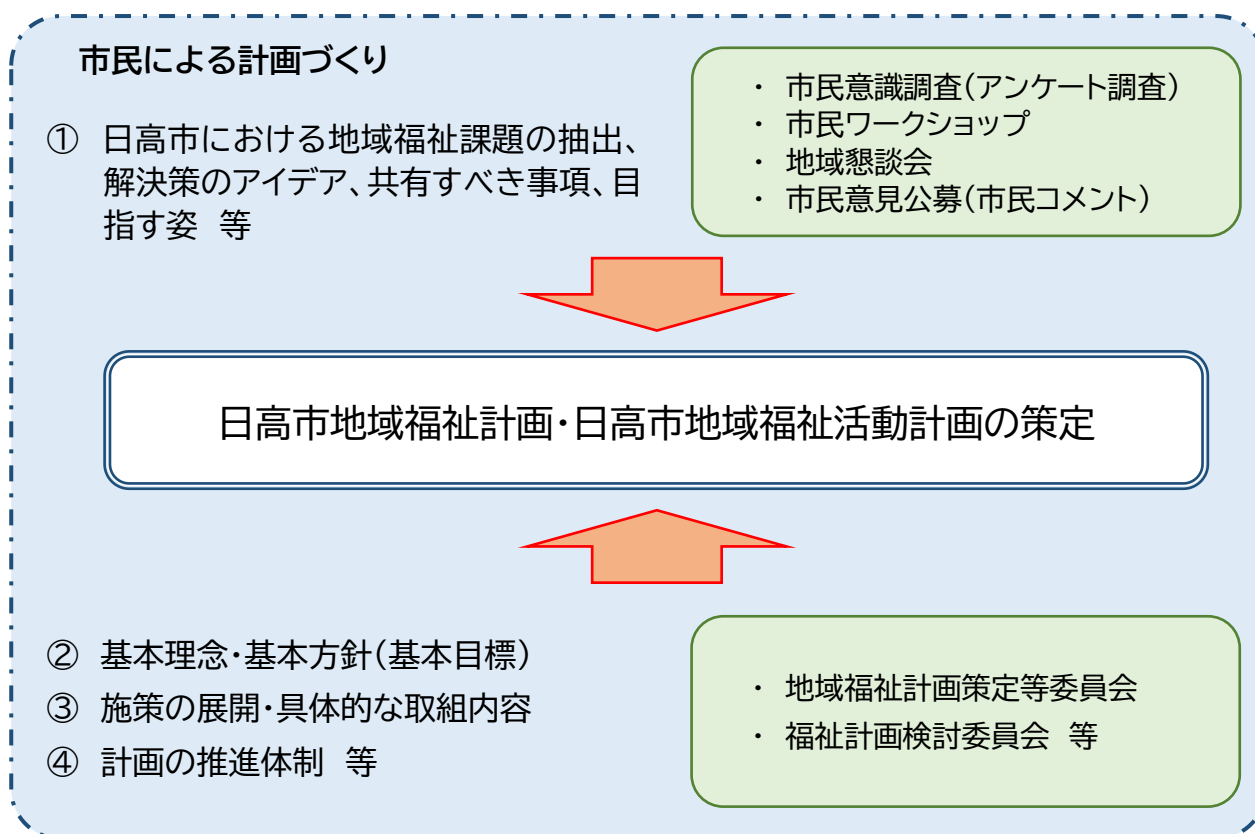 市民による計画づくり
① 日高市における地域福祉課題の抽出、
解決策のアイデア、共有すべき事項、目
指す姿　等
・ 市民意識調査（アンケート調査）
・ 市民ワークショップ
・ 地域懇談会
・ 市民意見公募（市民コメント）
日高市地域福祉計画・日高市地域福祉活動計画の策定
② 基本理念・基本方針（基本目標）
③ 施策の展開・具体的な取組内容
④ 計画の推進体制　等
・ 地域福祉計画策定等委員会
・ 福祉計画検討委員会　等